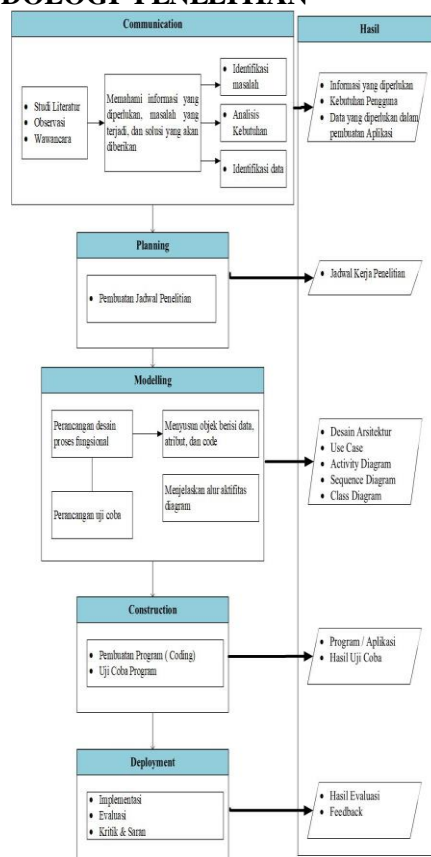 DOLOGI PENELITIAN
Communication
Hasil
Studi Literatur
Observasi
Wawancara
Memahami informasi yang
diperlukan, masalah yang
terjadi, dan solusi yang akan
diberikan
Identifikasi
masalah
Analisis
Kebutuhan
Identifikasi data
Informasi yang diperlukan
Kebutuhan Pengguna
Data yang diperlukan dalam
pembuatan Aplikasi
Planning
Pembuatan Jadwal Penelitian
Jadwal Kerja Penelitian
Modelling
Perancangan desain
proses fungsional
Menyusun objek berisi data,
atribut, dan code
Perancangan uji coba
Menjelaskan alur aktifitas
diagram
Desain Arsitektur
Use Case
Activity Diagram
Sequence Diagram
Class Diagram
Construction
Pembuatan Program ( Coding)
Uji Coba Program
Program / Aplikasi
Hasil Uji Coba
Deployment
Implementasi
Evaluasi
Kritik & Saran
Hasil Evaluasi
Feedback